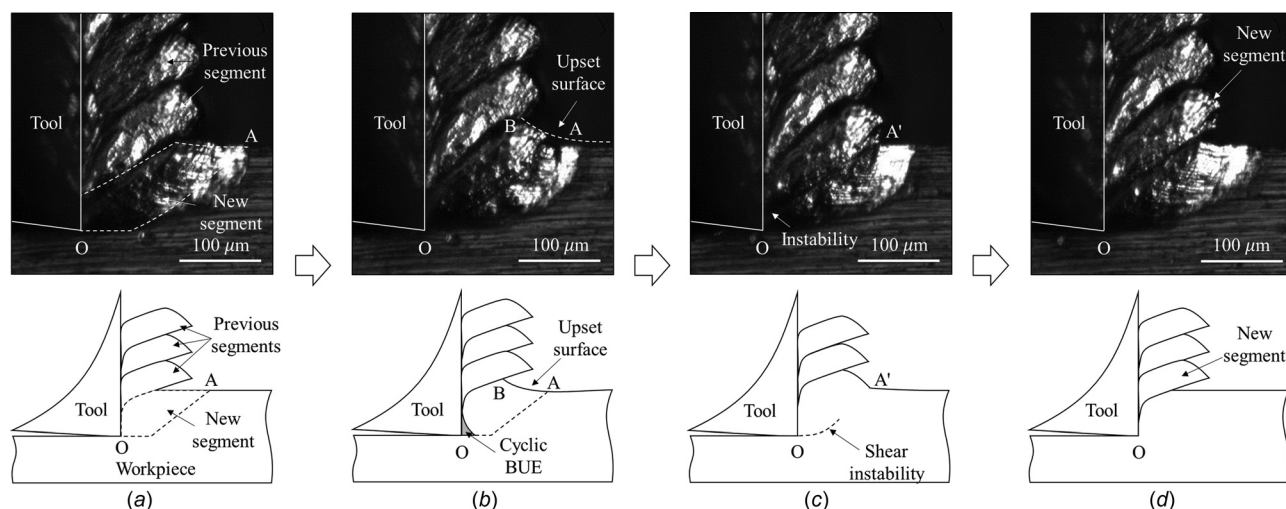 Previous
segment
Tool
A
New
segment
O
100 μm
Upset
surface
B
A
Tool
O
100 μm
A'
Tool
Instability
O
100 μm
New
segment
Tool
O
100 μm
Previous
segments
A
Tool
New
segment
O
Workpiece
(a)
Upset
surface
B
A
Tool
O
Cyclic
BUE
(b)
A'
Tool
O
Shear
instability
(c)
New
segment
Tool
O
(d)